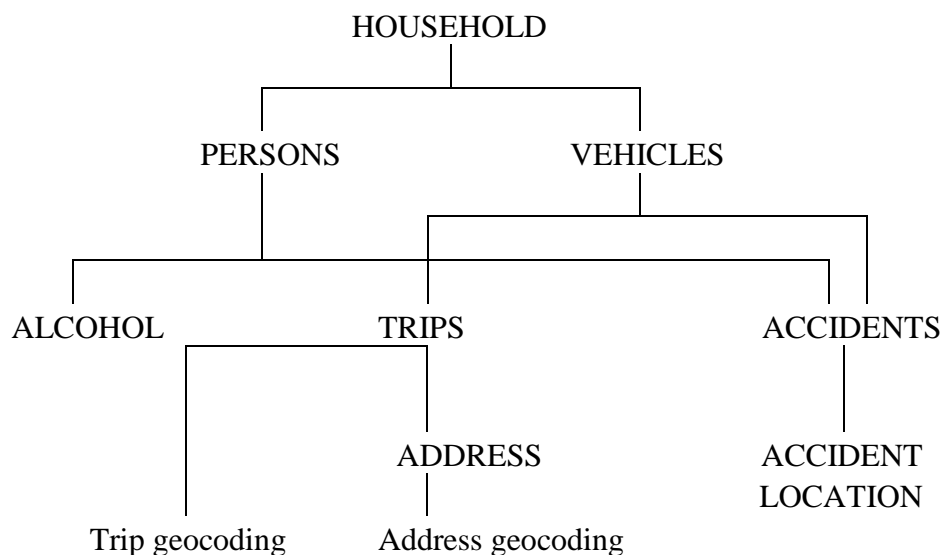 HOUSEHOLD
PERSONS
VEHICLES
ALCOHOL
TRIPS
ACCIDENTS
ADDRESS
ACCIDENT
LOCATION
Trip geocoding
Address geocoding